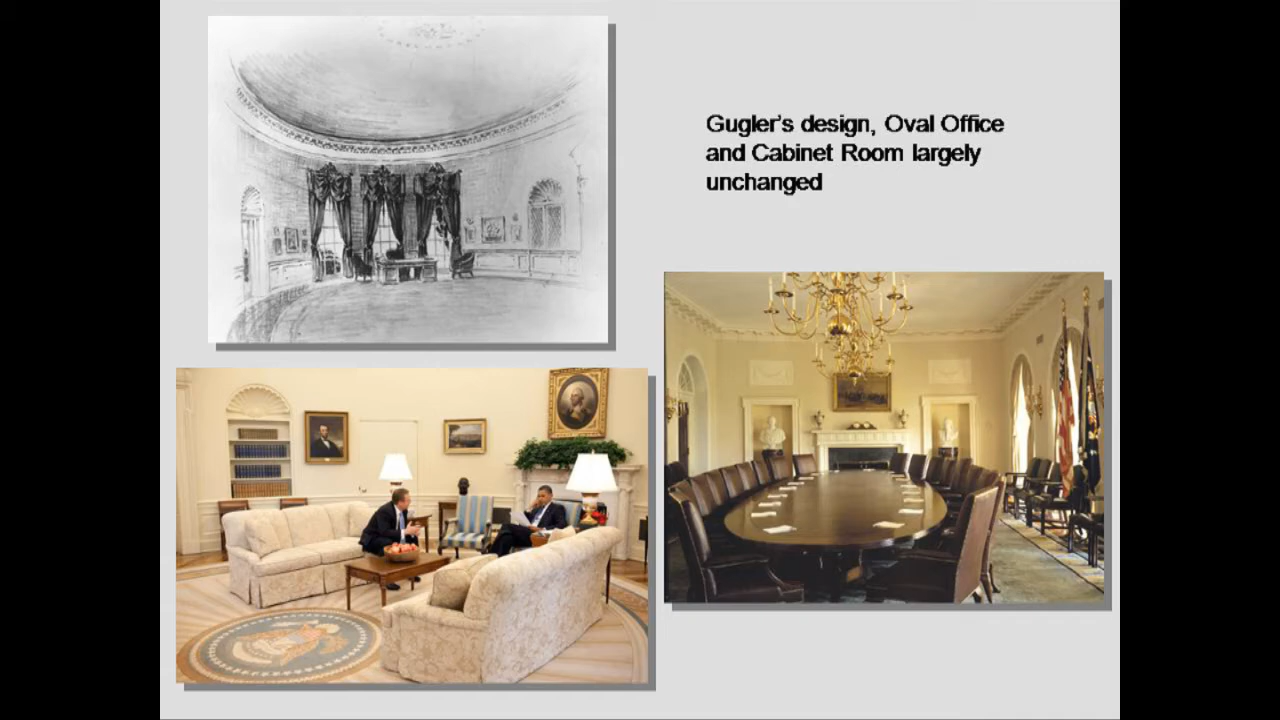 Gugler's design, Oval Office
and Cabinet Room largely
unchanged